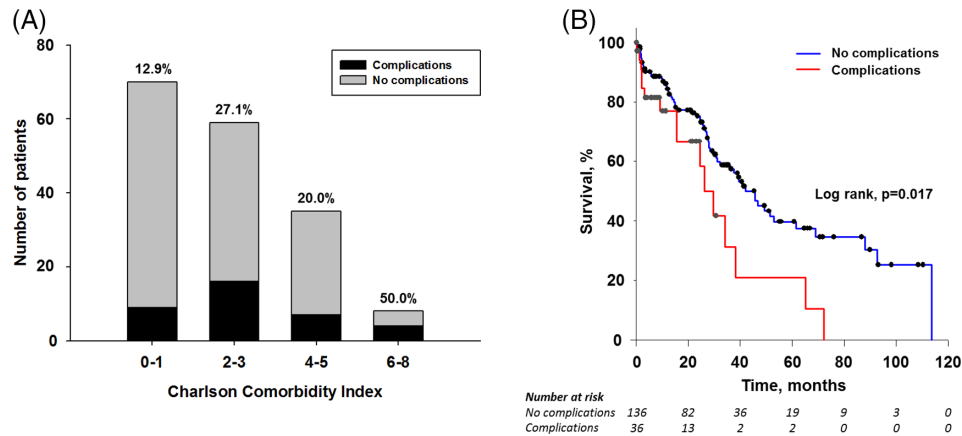 (A)
Number of patients
80
60
40
20
0
12.9%
27.1%
20.0%
50.0%
Complications
No complications
0-1
2-3
4-5
6-8
Charlson Comorbidity Index
(B)
Survival, %
100
80
60
40
20
0
No complications
Complications
Log rank, p=0.017
0 20 40 60 80 100 120
Time, months
Number at risk
No complications 136 82 36 19 9 3 0
Complications 36 13 2 2 0 0 0